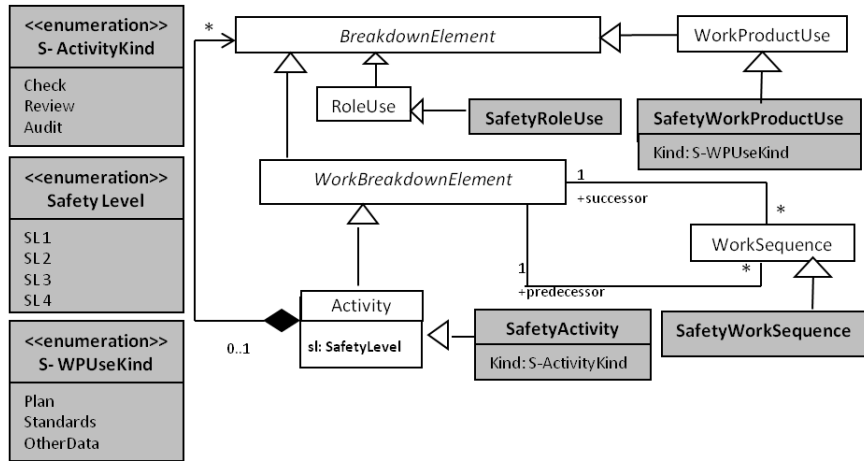 <<enumeration>>
S- ActivityKind
Check
Review
Audit
<<enumeration>>
Safety Level
SL1
SL2
SL3
SL4
<<enumeration>>
S- WPUseKind
Plan
Standards
OtherData
*
BreakdownElement
WorkProductUse
RoleUse
SafetyRoleUse
SafetyWorkProductUse
Kind: S-WPUseKind
WorkBreakdownElement
1
+successor
*
WorkSequence
1
+predecessor
*
Activity
sl: SafetyLevel
0..1
SafetyActivity
Kind: S-ActivityKind
SafetyWorkSequence